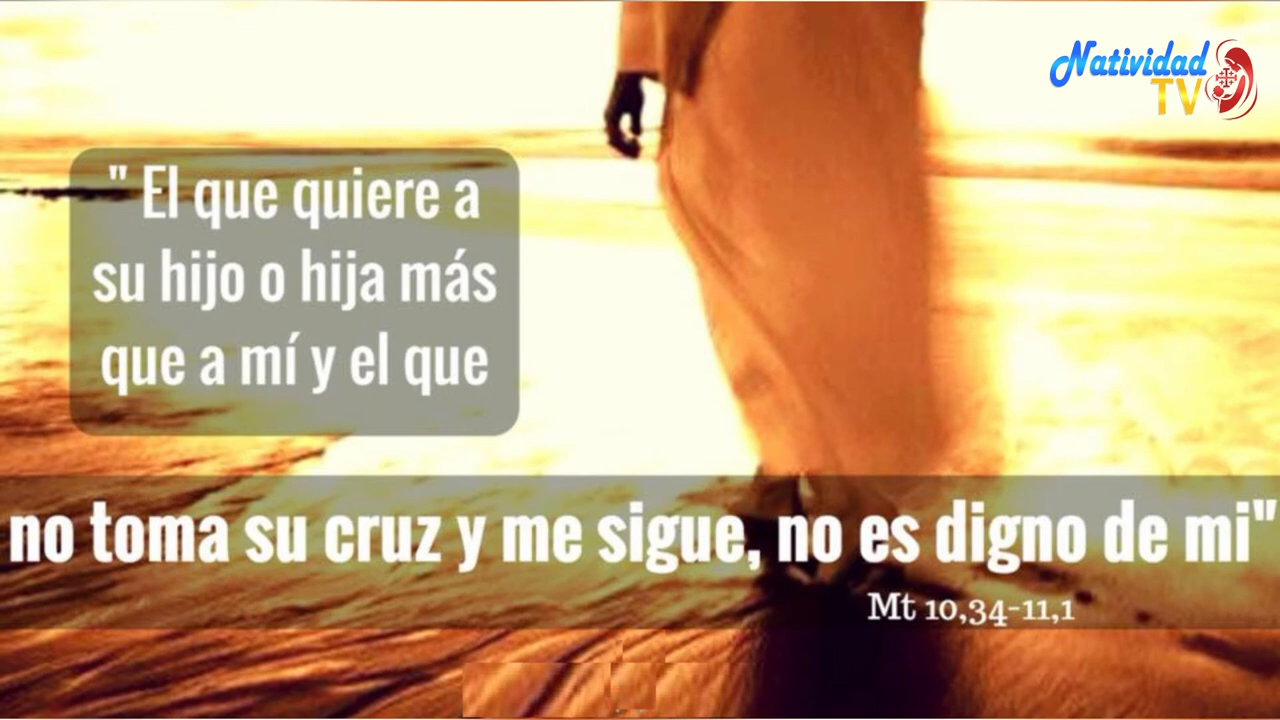 Natividad
TV
" El que quiere a
su hijo o hija más
que a mí y el que
no toma su cruz y me sigue, no es digno de mi"
Mt 10,34-11,1